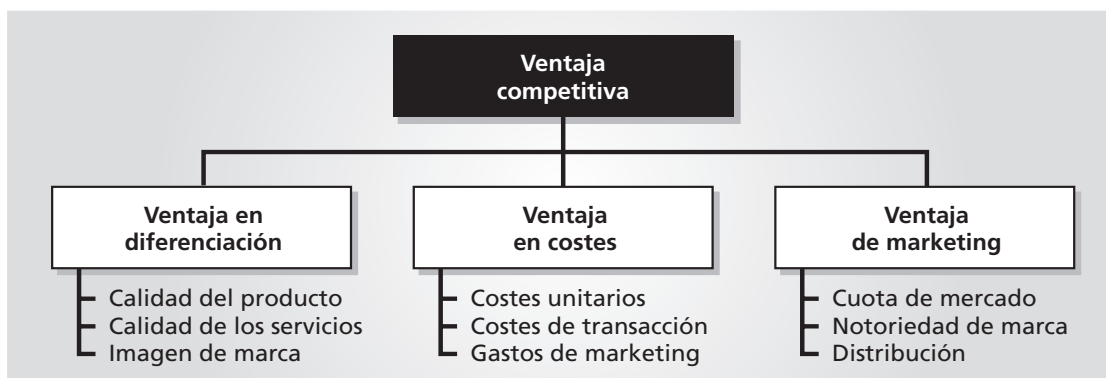 Ventaja
competitiva
Ventaja en
diferenciación
Calidad del producto
Calidad de los servicios
Imagen de marca
Ventaja
en costes
Costes unitarios
Costes de transacción
Gastos de marketing
Ventaja
de marketing
Cuota de mercado
Notoriedad de marca
Distribución